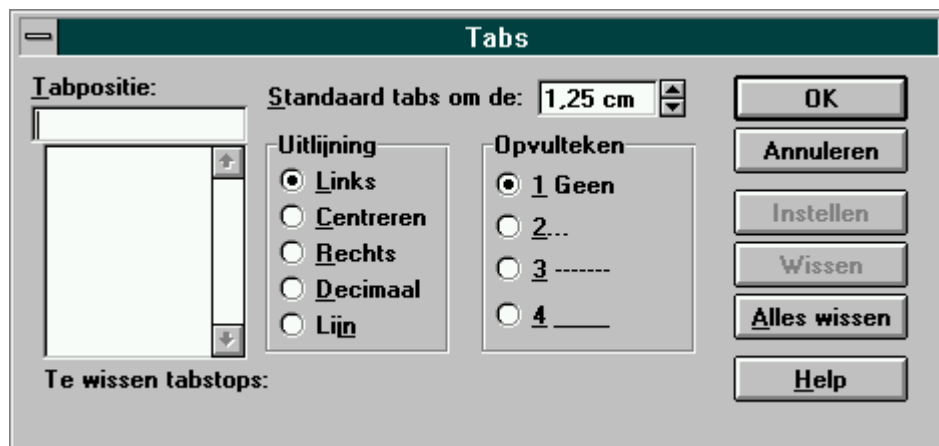 Tabs
Tabpositie:
Standaard tabs om de: 1,25 cm
Uitlijning
Links
Centreren
Rechts
Decimaal
Lijn
Opvulteken
1 Geen
2...
3 -------
4 ____
OK
Annuleren
Instellen
Wissen
Alles wissen
Help
Te wissen tabstops: